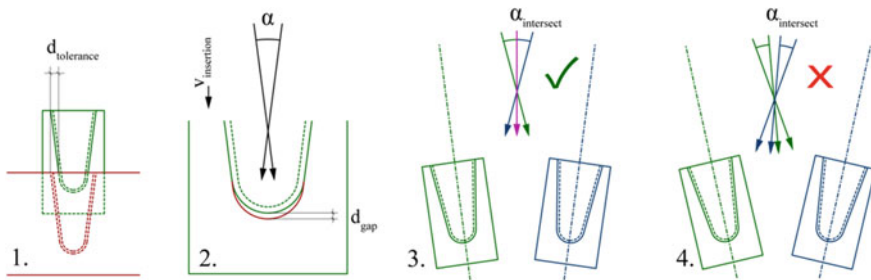 d_tolerance
1.
α
v_insertion
d_gap
2.
α_intersect
3.
α_intersect
4.